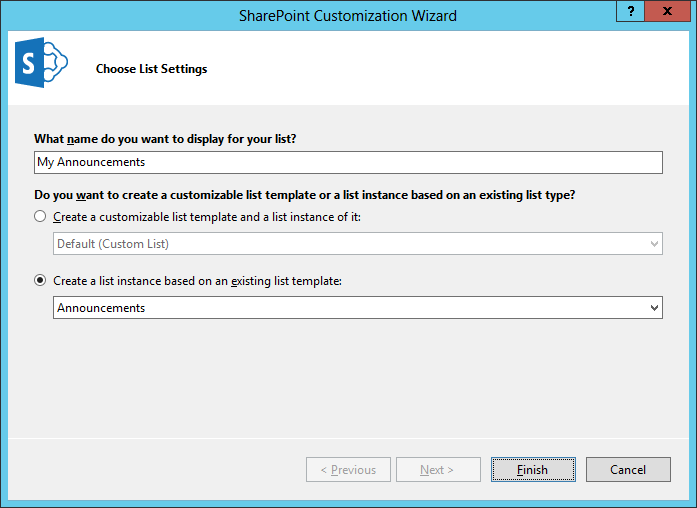 SharePoint Customization Wizard
? x
S
Choose List Settings
What name do you want to display for your list?
My Announcements
Do you want to create a customizable list template or a list instance based on an existing list type?
Create a customizable list template and a list instance of it:
Default (Custom List)
Create a list instance based on an existing list template:
Announcements
< Previous Next > Finish Cancel